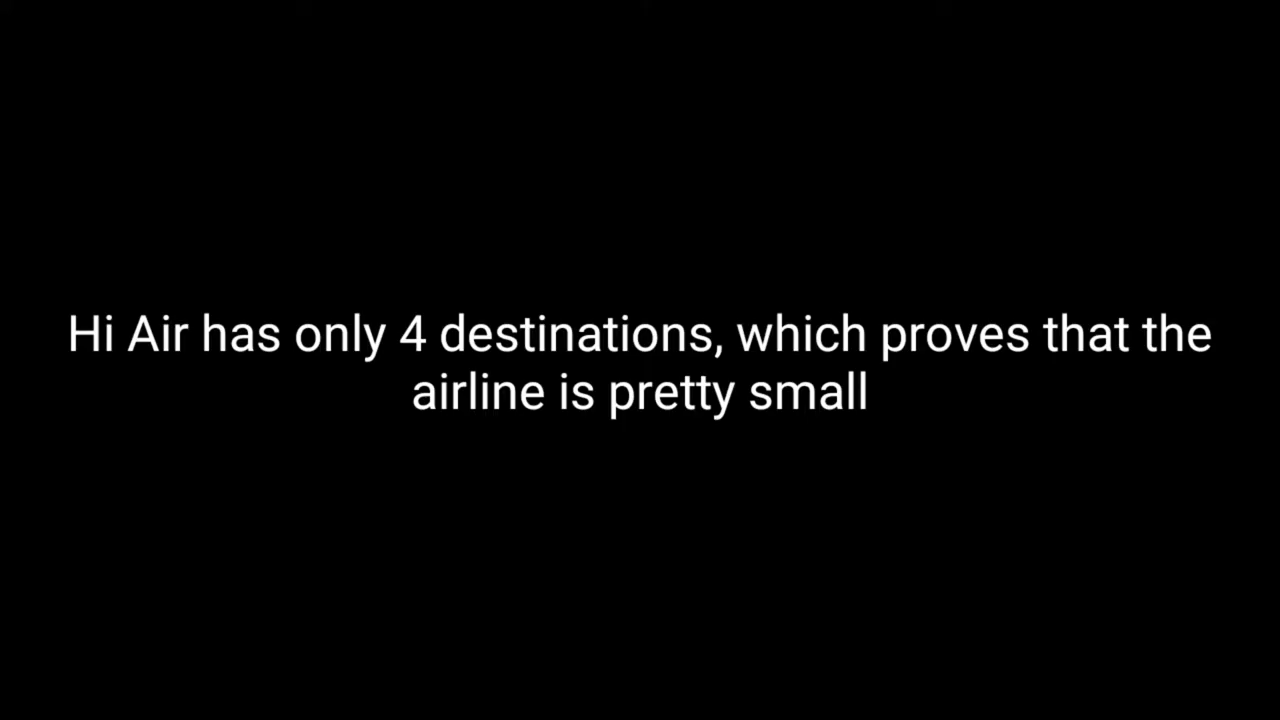 Hi Air has only 4 destinations, which proves that the
airline is pretty small